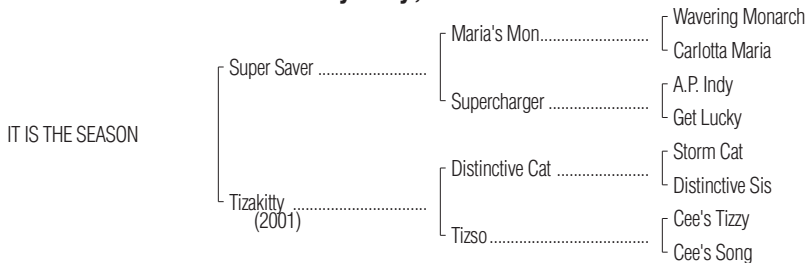 Wavering Monarch
Maria's Mon
Carlotta Maria
Super Saver
A.P. Indy
Supercharger
Get Lucky
IT IS THE SEASON
Storm Cat
Distinctive Cat
Distinctive Sis
Tizakitty
(2001)
Cee's Tizzy
Tizso
Cee's Song